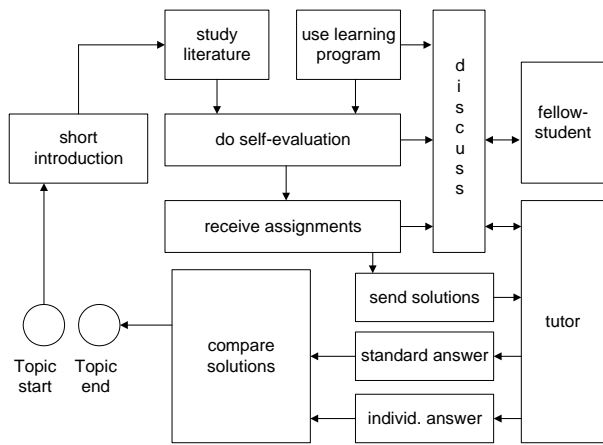 study
literature
use learning
program
d
i
s
c
u
s
s
fellow-
student
short
introduction
do self-evaluation
receive assignments
send solutions
tutor
compare
solutions
standard answer
individ. answer
Topic
start
Topic
end